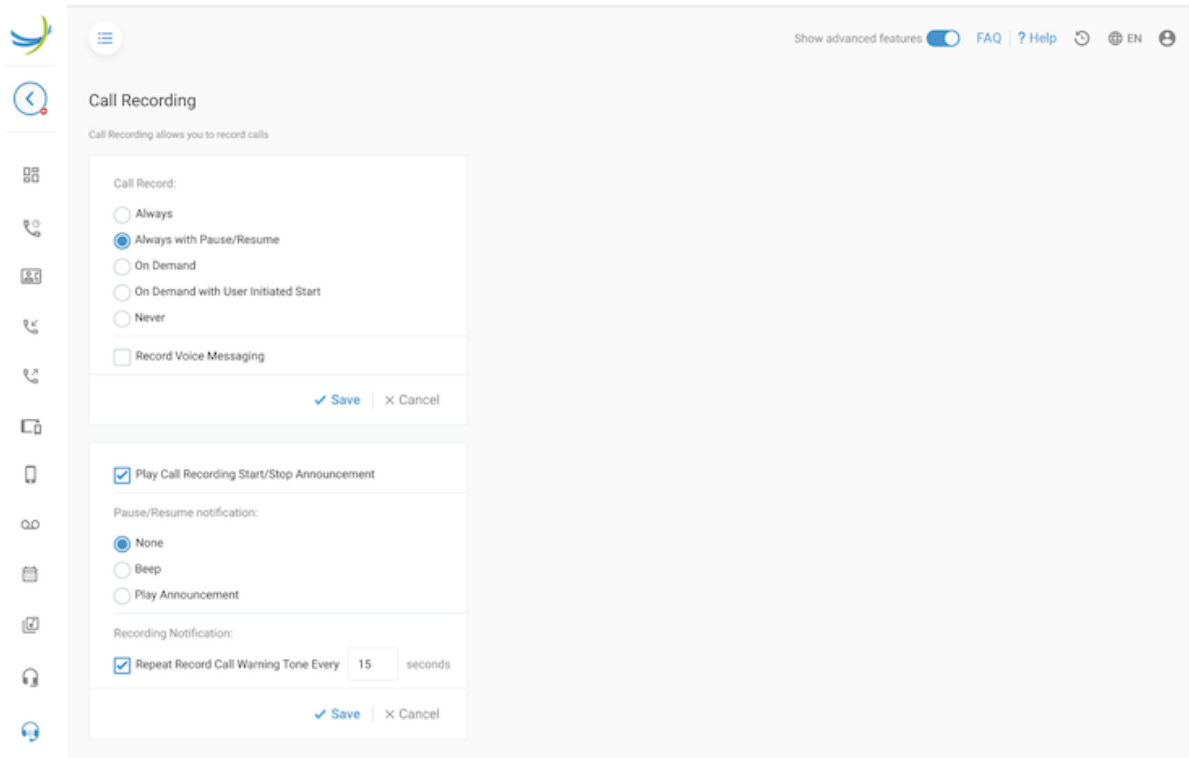 Show advanced features FAQ ? Help EN
Call Recording
Call Recording allows you to record calls
Call Record:
Always
Always with Pause/Resume
On Demand
On Demand with User Initiated Start
Never
Record Voice Messaging
Save Cancel
Play Call Recording Start/Stop Announcement
Pause/Resume notification:
None
Beep
Play Announcement
Recording Notification:
Repeat Record Call Warning Tone Every 15 seconds
Save Cancel